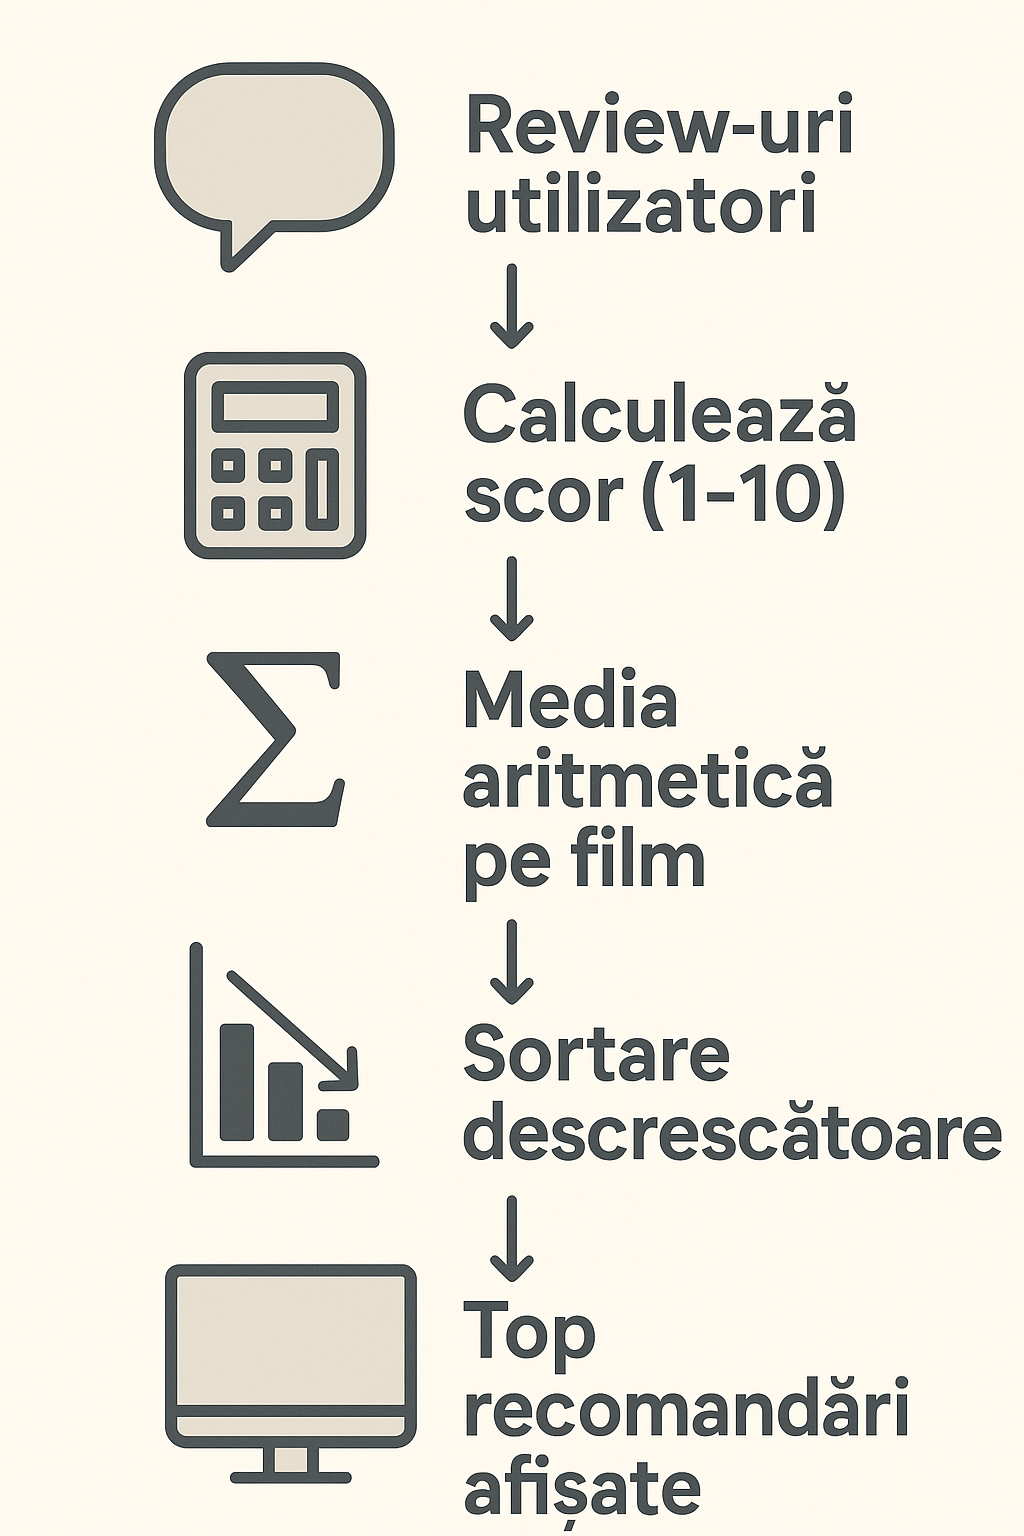 Review-uri
utilizatori
Calculează
scor (1-10)
Σ
Media
aritmetică
pe film
Sortare
descrescătoare
Top
recomandări
afișate